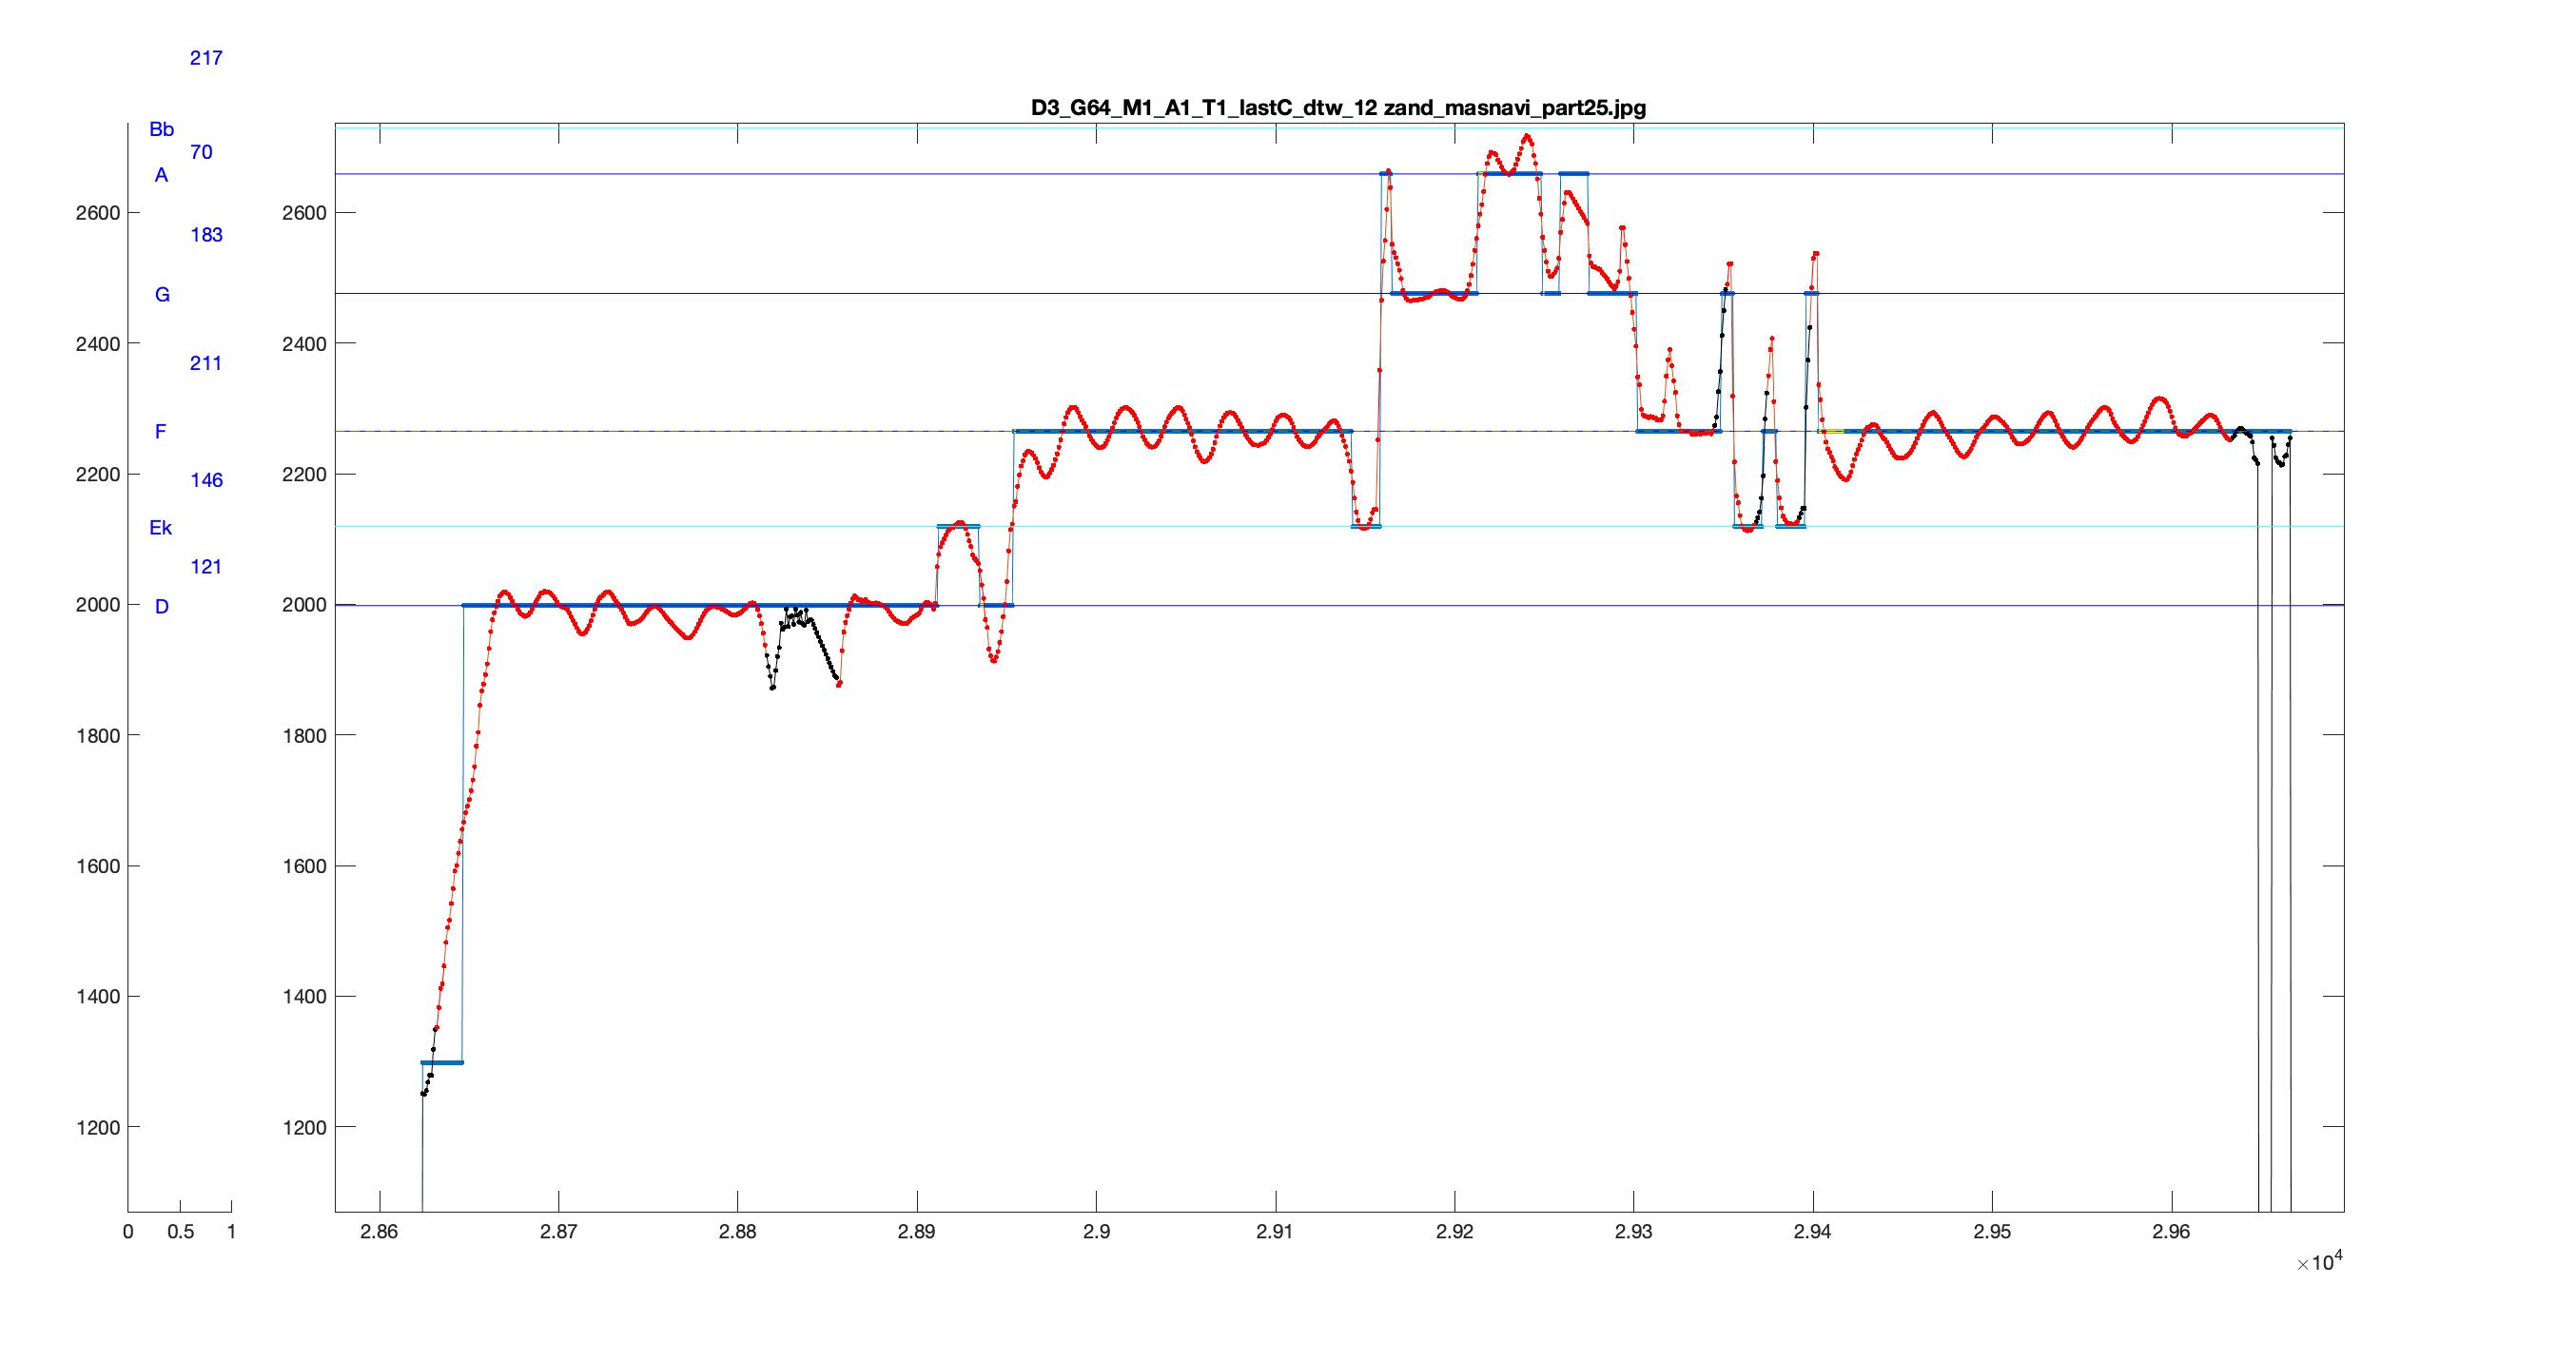 D3_G64_M1_A1_T1_lastC_dtw_12 zand_masnavi_part25.jpg
217
Bb
70
A
183
G
211
F
146
Ek
121
D
2600
2400
2200
2000
1800
1600
1400
1200
0 0.5 1
2600
2400
2200
2000
1800
1600
1400
1200
2.86 2.87 2.88 2.89 2.9 2.91 2.92 2.93 2.94 2.95 2.96
×10⁴